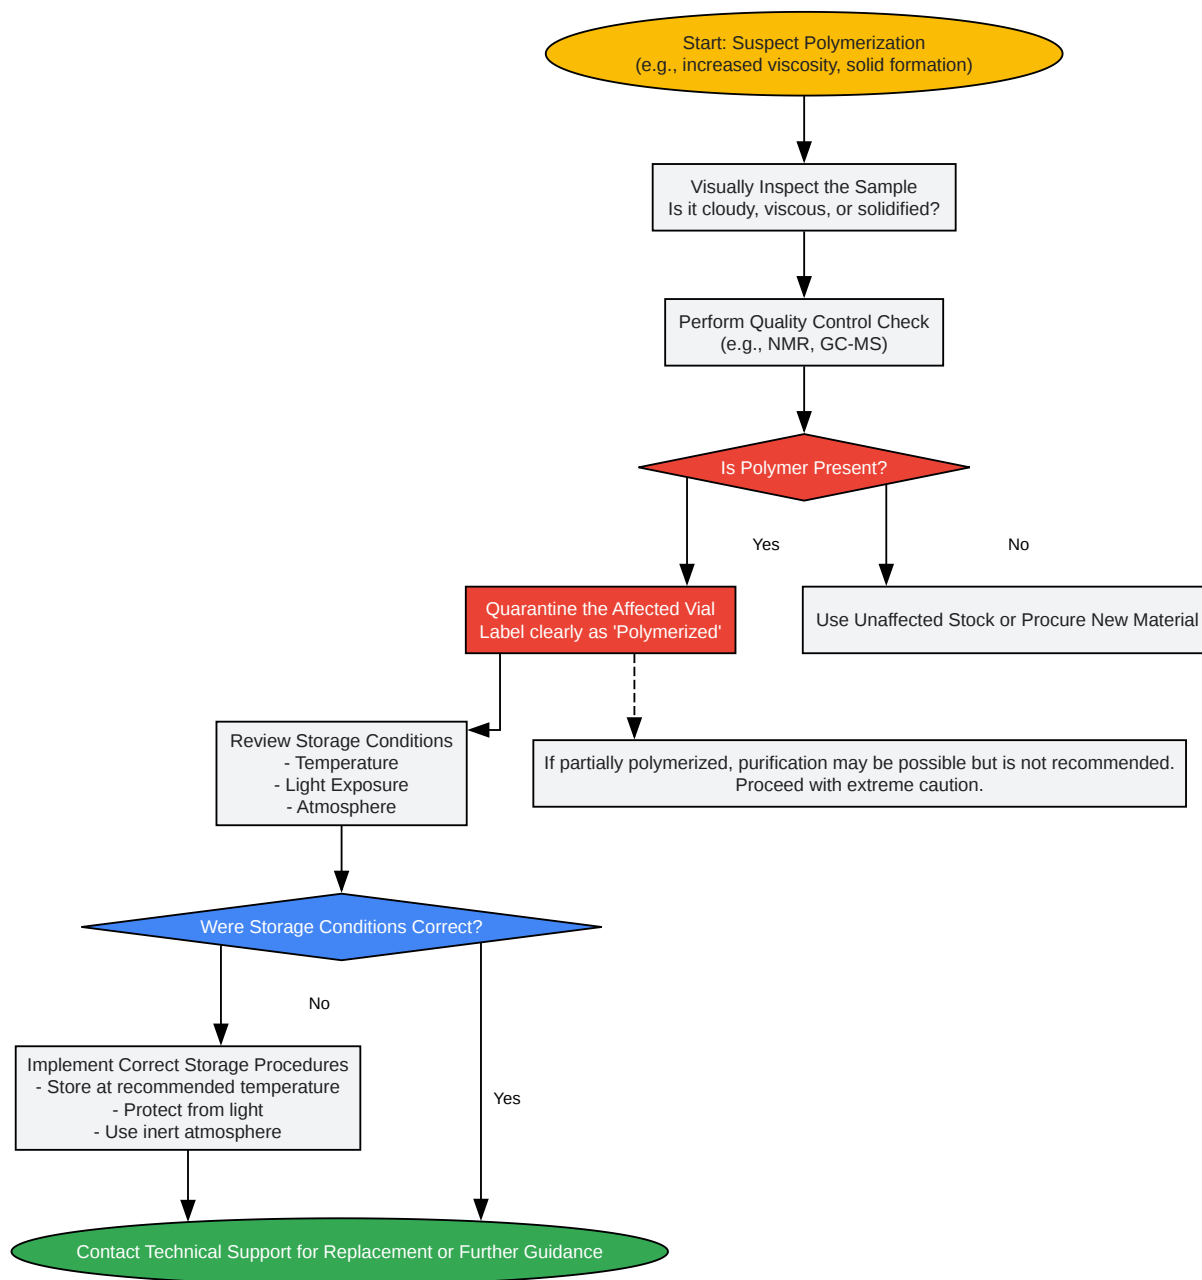 Start: Suspect Polymerization
(e.g., increased viscosity, solid formation)
Visually Inspect the Sample
Is it cloudy, viscous, or solidified?
Perform Quality Control Check
(e.g., NMR, GC-MS)
Is Polymer Present?
Yes
No
Quarantine the Affected Vial
Label clearly as 'Polymerized'
Use Unaffected Stock or Procure New Material
Review Storage Conditions
- Temperature
- Light Exposure
- Atmosphere
If partially polymerized, purification may be possible but is not recommended.
Proceed with extreme caution.
Were Storage Conditions Correct?
No
Implement Correct Storage Procedures
- Store at recommended temperature
- Protect from light
- Use inert atmosphere
Yes
Contact Technical Support for Replacement or Further Guidance